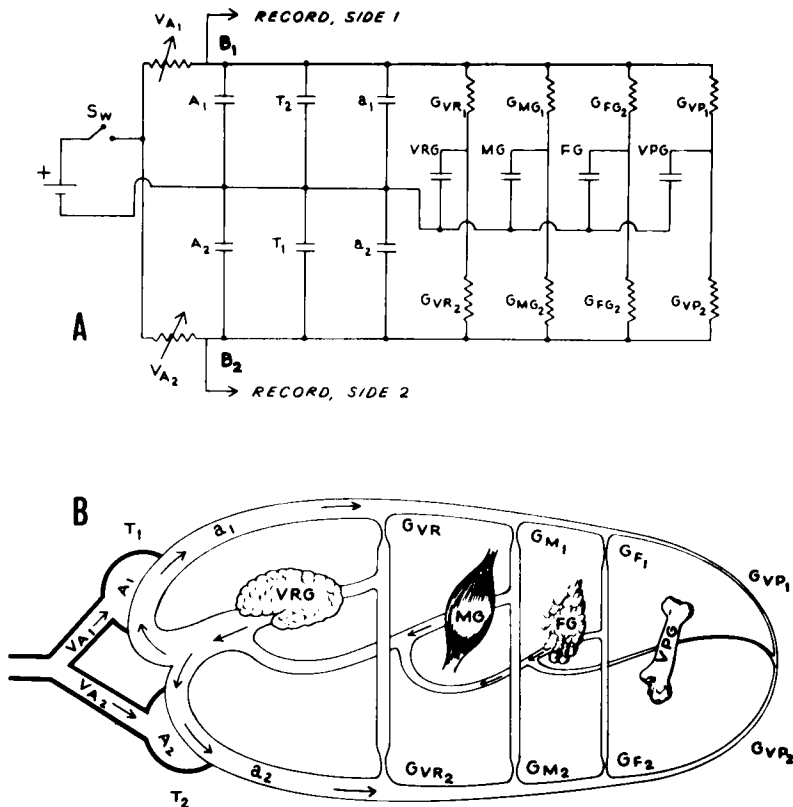 VA1
RECORD, SIDE 1
B1
Sw
A1 T2 a1 GVR1 GMG1 GFG2 GVP1
VRG MG FG VPG
+
A2 T1 a2 GVR2 GMG2 GFG2 GVP2
A
B2
VA2
RECORD, SIDE 2
B
T1 a1 GVR GM1 GF1 GVP1
A1 VRG MG FG VPG
VA1
VA2
A2 a2 GVR2 GM2 GF2 GVP2
T2